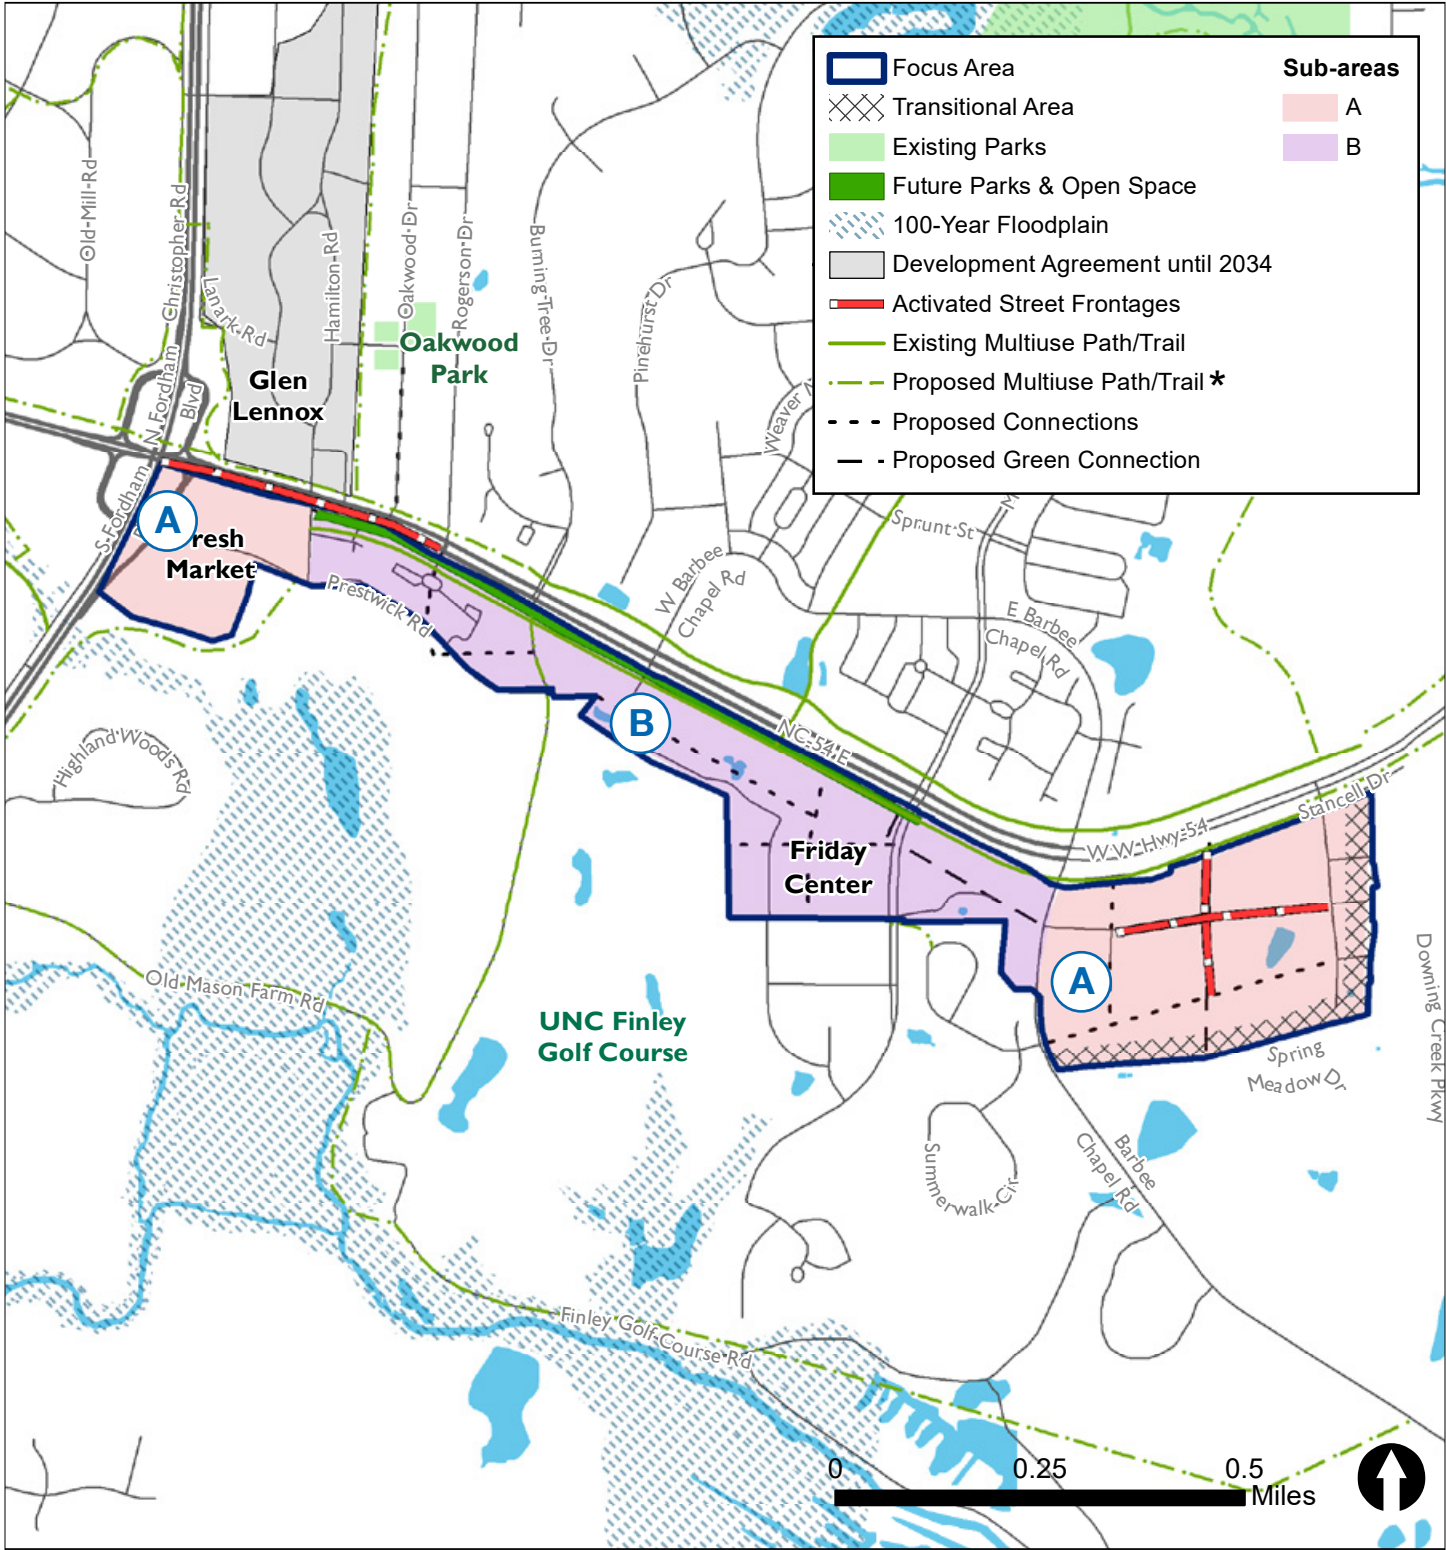 Focus Area
Transitional Area
Existing Parks
Future Parks & Open Space
100-Year Floodplain
Development Agreement until 2034
Activated Street Frontages
Existing Multiuse Path/Trail
Proposed Multiuse Path/Trail *
Proposed Connections
Proposed Green Connection
Sub-areas
A
B
Old-Mill-Rd
Christopher-Rd
Lanark-Rd
Hamilton-Rd
Oakwood-Dr
Rogerson-Dr
Burning-Tree-Dr
Pinehurst Dr
Weaver
Oakwood
Park
Glen
Lennox
N Fordham
Blvd
S-Fordham
A
resh
Market
Prestwick Rd
W Barbee
Chapel Rd
Sprunt-St
M
E Barbee
Chapel Rd
B
NC-54-E
Highland-Woods-Rd
Friday
Center
W W Hwy-54
Stancell Dr
A
Old Mason Farm Rd
UNC Finley
Golf Course
Spring
Meadow Dr
Downing Creek Pkwy
Summerwalk-Cir
Barbee
Chapel Rd
Finley Golf-Course Rd
0
0.25
0.5
Miles